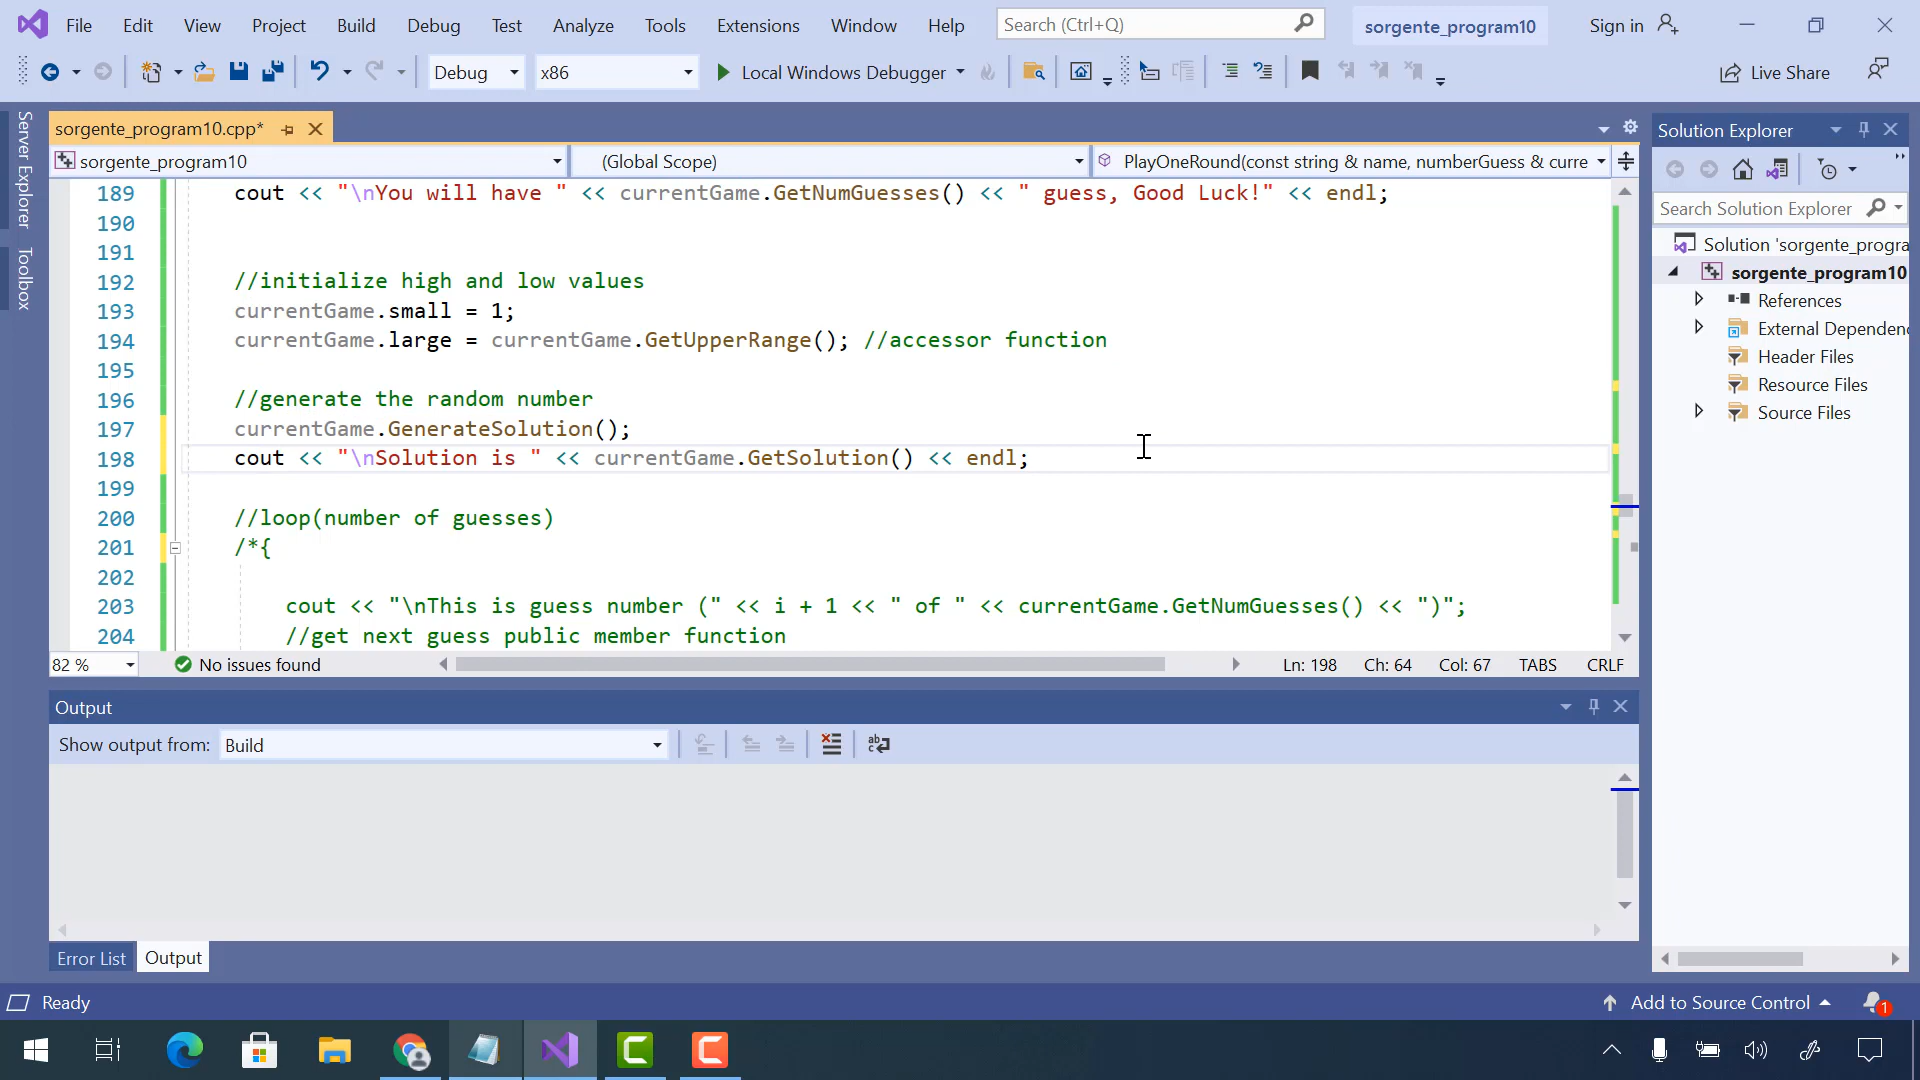 File Edit View Project Build Debug Test Analyze Tools Extensions Window Help Search (Ctrl+Q) sorgente_program10 Sign in
Debug x86 Local Windows Debugger Live Share
Server Explorer
Toolbox
sorgente_program10.cpp*
sorgente_program10 (Global Scope) PlayOneRound(const string & name, numberGuess & curre
189 cout << "\nYou will have " << currentGame.GetNumGuesses() << " guess, Good Luck!" << endl;
190
191
192 //initialize high and low values
193 currentGame.small = 1;
194 currentGame.large = currentGame.GetUpperRange(); //accessor function
195
196 //generate the random number
197 currentGame.GenerateSolution();
198 cout << "\nSolution is " << currentGame.GetSolution() << endl;
199
200 //loop(number of guesses)
201 /*{
202
203 cout << "\nThis is guess number (" << i + 1 << " of " << currentGame.GetNumGuesses() << ")";
204 //get next guess public member function
82 % No issues found Ln: 198 Ch: 64 Col: 67 TABS CRLF
Output
Show output from: Build
Error List Output
Solution Explorer
Search Solution Explorer
Solution 'sorgente_progra
sorgente_program10
References
External Dependenc
Header Files
Resource Files
Source Files
Ready Add to Source Control 1